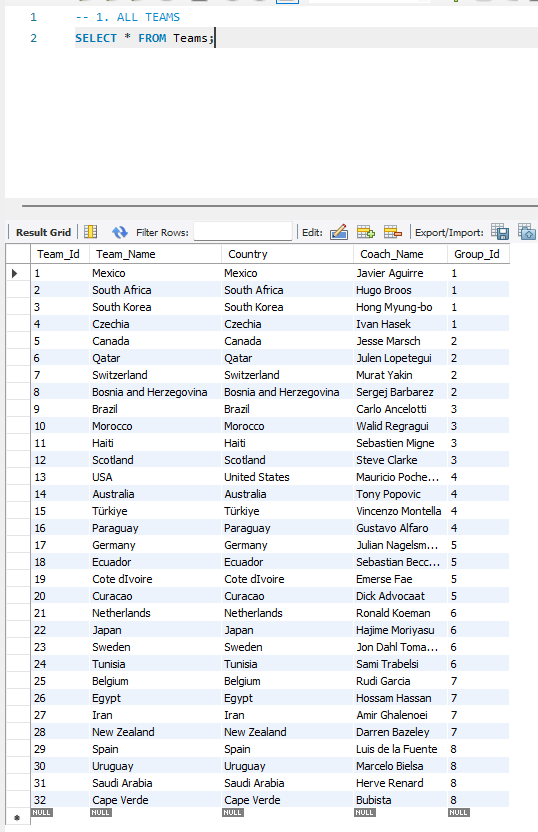 1 -- 1. ALL TEAMS
2 SELECT * FROM Teams;
Result Grid Filter Rows: Edit: Export/Import:
Team_Id Team_Name Country Coach_Name Group_Id
1 Mexico Mexico Javier Aguirre 1
2 South Africa South Africa Hugo Broos 1
3 South Korea South Korea Hong Myung-bo 1
4 Czechia Czechia Ivan Hasek 1
5 Canada Canada Jesse Marsch 2
6 Qatar Qatar Julen Lopetegui 2
7 Switzerland Switzerland Murat Yakin 2
8 Bosnia and Herzegovina Bosnia and Herzegovina Sergej Barbarez 2
9 Brazil Brazil Carlo Ancelotti 3
10 Morocco Morocco Walid Regragui 3
11 Haiti Haiti Sebastien Migne 3
12 Scotland Scotland Steve Clarke 3
13 USA United States Mauricio Poche... 4
14 Australia Australia Tony Popovic 4
15 Türkiye Türkiye Vincenzo Montella 4
16 Paraguay Paraguay Gustavo Alfaro 4
17 Germany Germany Julian Nagelsm... 5
18 Ecuador Ecuador Sebastian Becc... 5
19 Cote dIvoire Cote dIvoire Emerse Fae 5
20 Curacao Curacao Dick Advocaat 5
21 Netherlands Netherlands Ronald Koeman 6
22 Japan Japan Hajime Moriyasu 6
23 Sweden Sweden Jon Dahl Toma... 6
24 Tunisia Tunisia Sami Trabelsi 6
25 Belgium Belgium Rudi Garcia 7
26 Egypt Egypt Hossam Hassan 7
27 Iran Iran Amir Ghalenoei 7
28 New Zealand New Zealand Darren Bazeley 7
29 Spain Spain Luis de la Fuente 8
30 Uruguay Uruguay Marcelo Bielsa 8
31 Saudi Arabia Saudi Arabia Herve Renard 8
32 Cape Verde Cape Verde Bubista 8
NULL NULL NULL NULL NULL